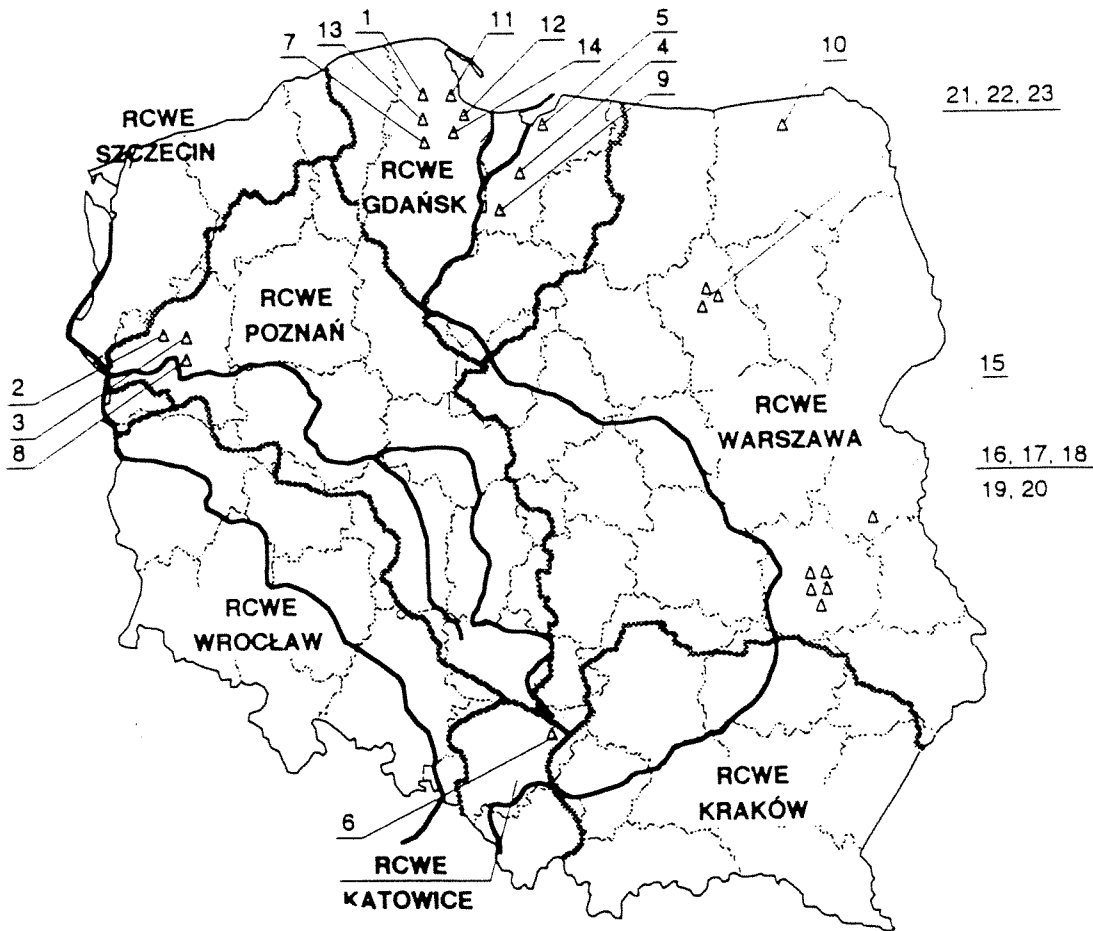 1
11
5
13
12
4
7
14
10
9
21, 22, 23
RCWE
SZCZECIN
RCWE
GDAŃSK
RCWE
POZNAŃ
2
3
8
15
RCWE
WARSZAWA
16, 17, 18
19, 20
RCWE
WROCŁAW
6
RCWE
KRAKÓW
RCWE
KATOWICE